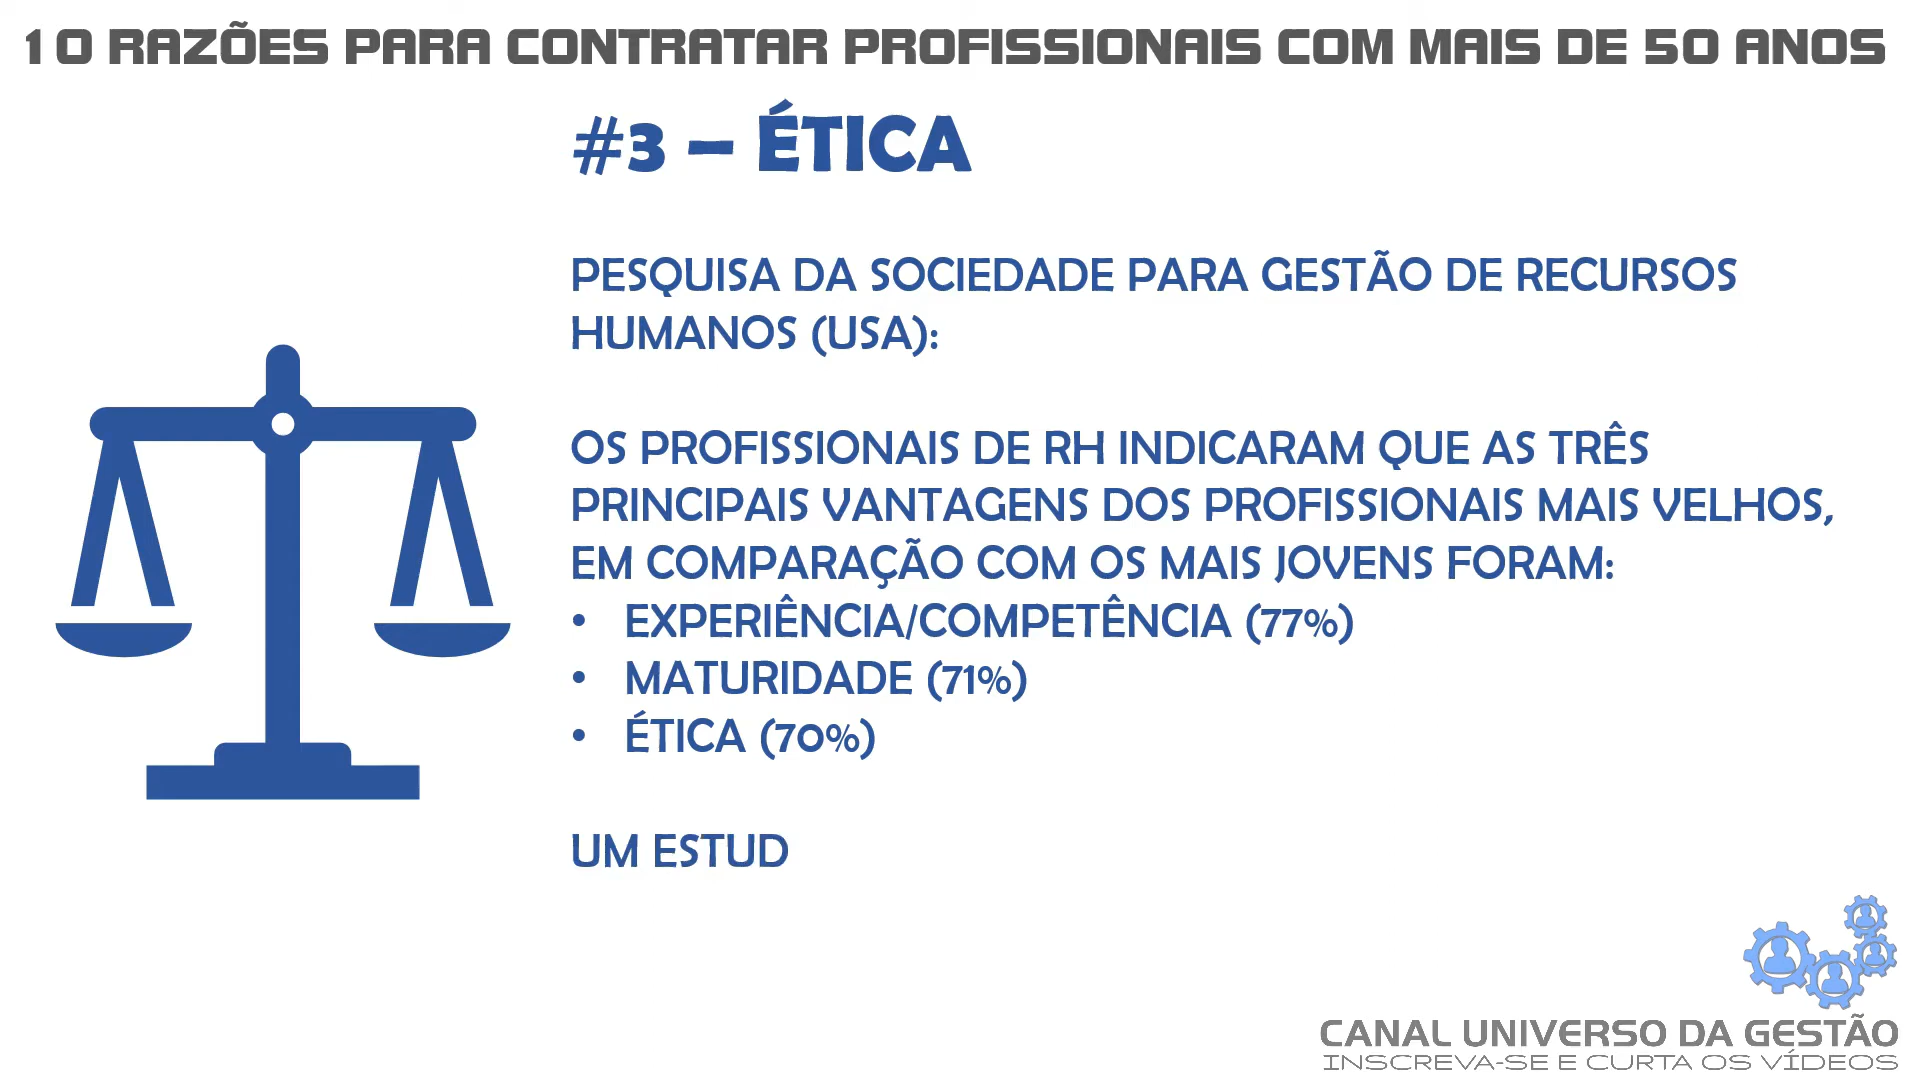 10 RAZÕES PARA CONTRATAR PROFISSIONAIS COM MAIS DE 50 ANOS
#3 – ÉTICA
PESQUISA DA SOCIEDADE PARA GESTÃO DE RECURSOS
HUMANOS (USA):
OS PROFISSIONAIS DE RH INDICARAM QUE AS TRÊS
PRINCIPAIS VANTAGENS DOS PROFISSIONAIS MAIS VELHOS,
EM COMPARAÇÃO COM OS MAIS JOVENS FORAM:
• EXPERIÊNCIA/COMPETÊNCIA (77%)
• MATURIDADE (71%)
• ÉTICA (70%)
UM ESTUD
CANAL UNIVERSO DA GESTÃO
INSCREVA-SE E CURTA OS VÍDEOS